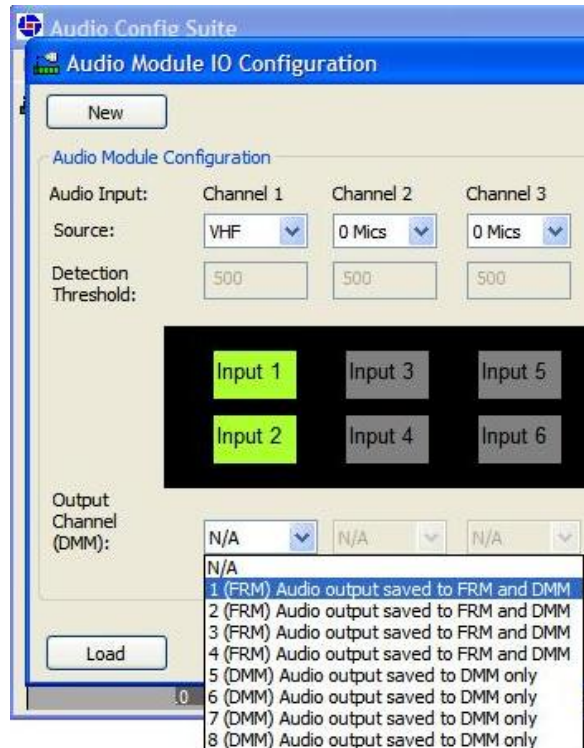 Audio Config Suite
Audio Module IO Configuration
New
Audio Module Configuration
Audio Input: Channel 1 Channel 2 Channel 3
Source: VHF 0 Mics 0 Mics
Detection
Threshold: 500 500 500
Input 1 Input 3 Input 5
Input 2 Input 4 Input 6
Output
Channel
(DMM): N/A N/A N/A
N/A
1 (FRM) Audio output saved to FRM and DMM
2 (FRM) Audio output saved to FRM and DMM
3 (FRM) Audio output saved to FRM and DMM
4 (FRM) Audio output saved to FRM and DMM
Load
5 (DMM) Audio output saved to DMM only
6 (DMM) Audio output saved to DMM only
7 (DMM) Audio output saved to DMM only
8 (DMM) Audio output saved to DMM only